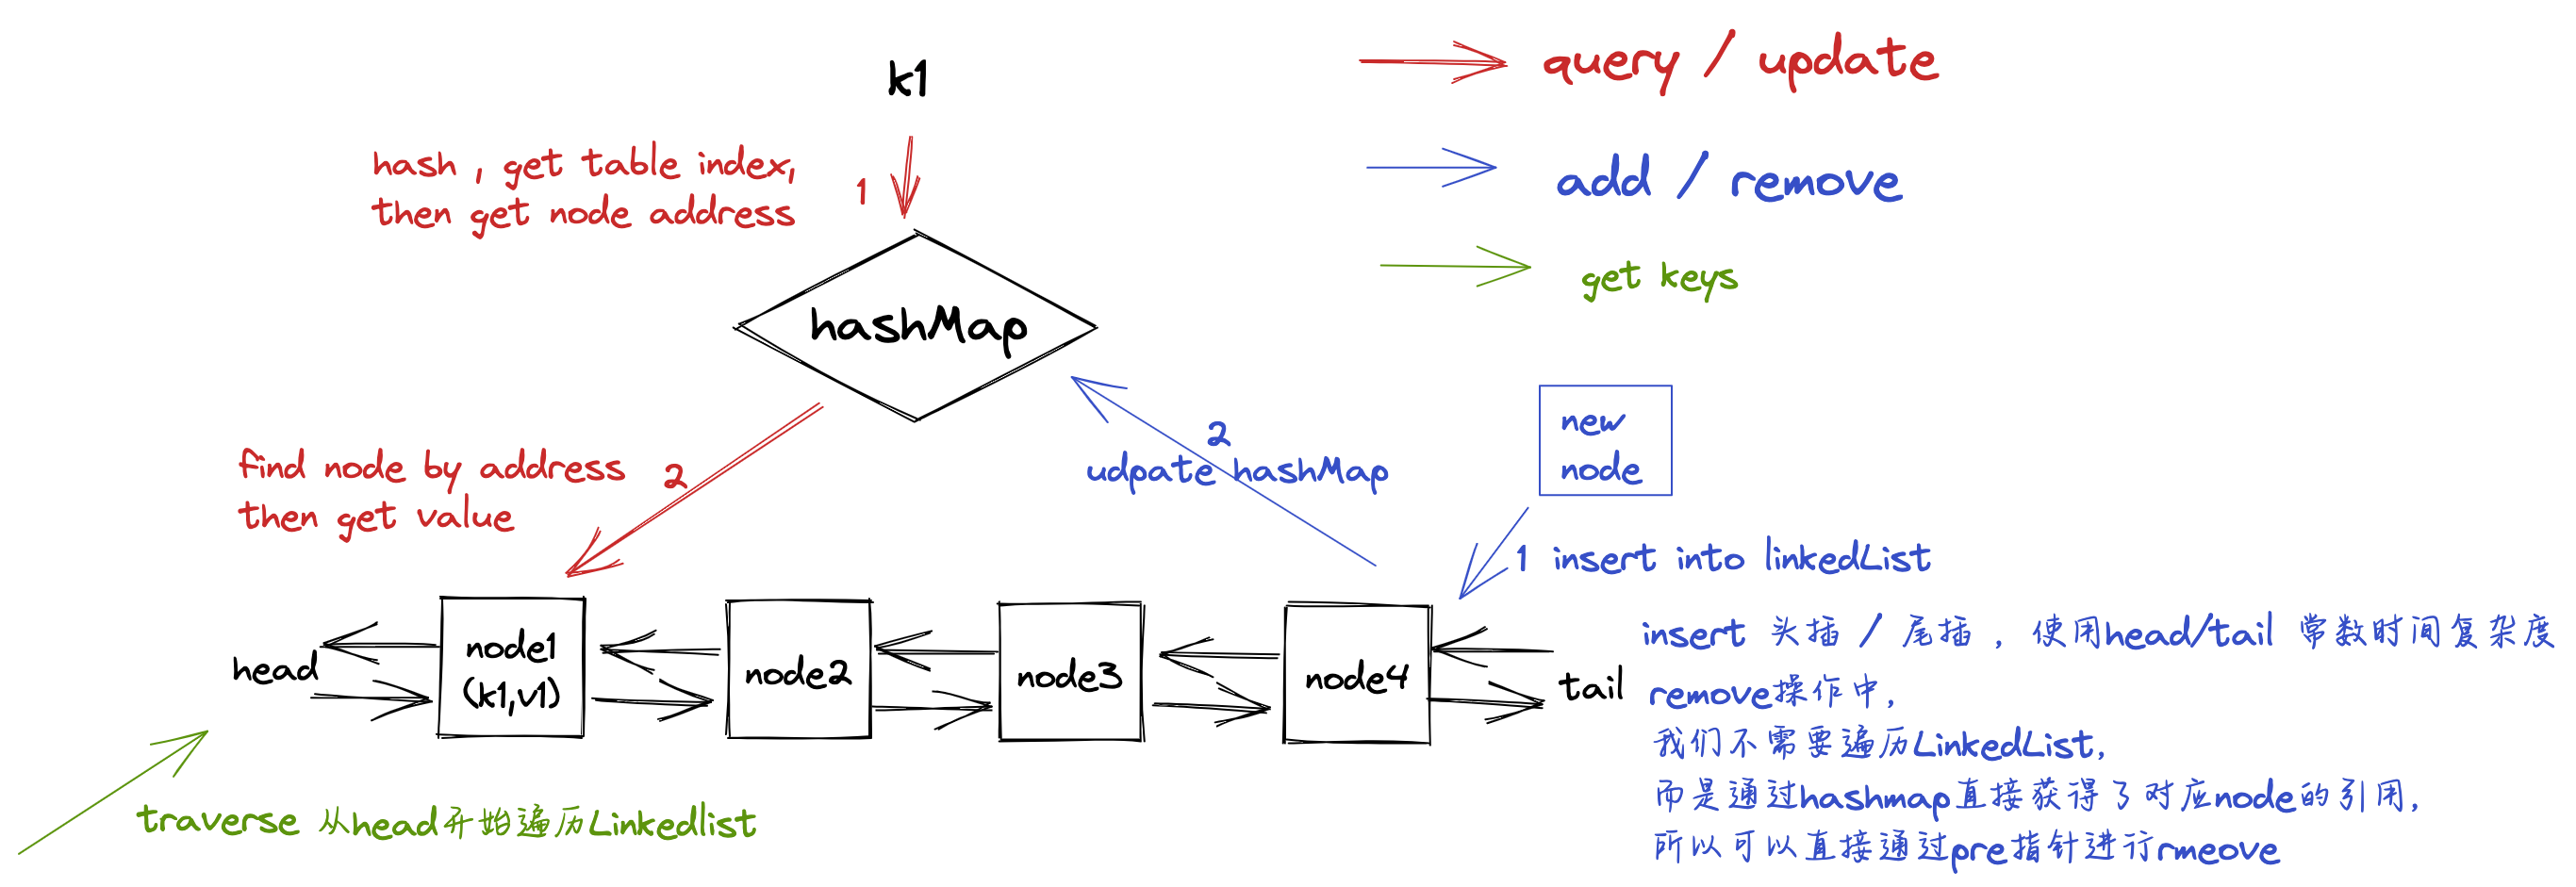 k1
query / update
hash , get table index,
1
then get node address
add / remove
get keys
hashMap
new
node
2
udpate hashMap
find node by address
2
then get value
1 insert into linkedList
head
node1
(k1,v1)
node2
node3
node4
tail
insert 头插 / 尾插 , 使用head/tail 常数时间复杂度
remove操作中,
我们不需要遍历LinkedList,
而是通过hashmap直接获得了对应node的引用,
所以可以直接通过pre指针进行rmeove
traverse 从head开始遍历Linkedlist